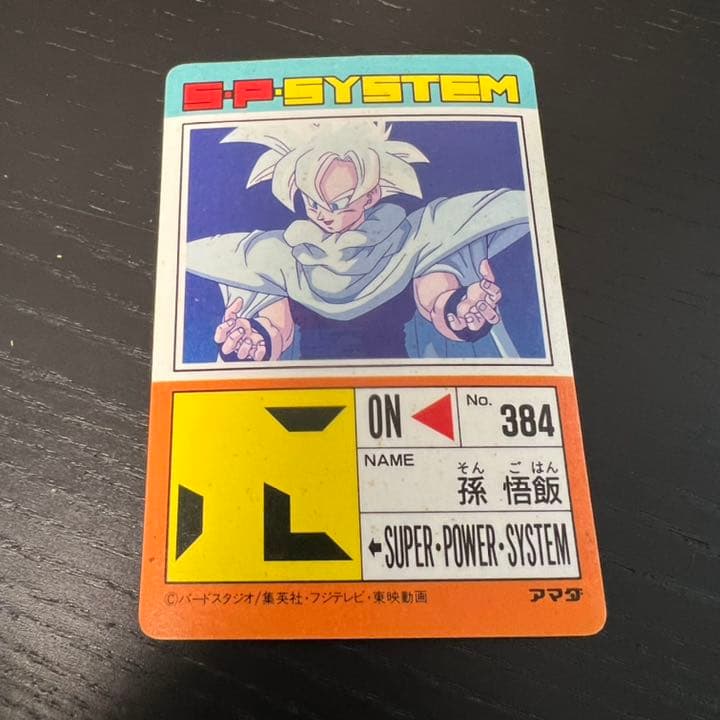 S·P·SYSTEM
ON
No. 384
NAME
そん ご はん
孫 悟飯
←SUPER·POWER·SYSTEM
©バードスタジオ/集英社・フジテレビ・東映動画
アマダ